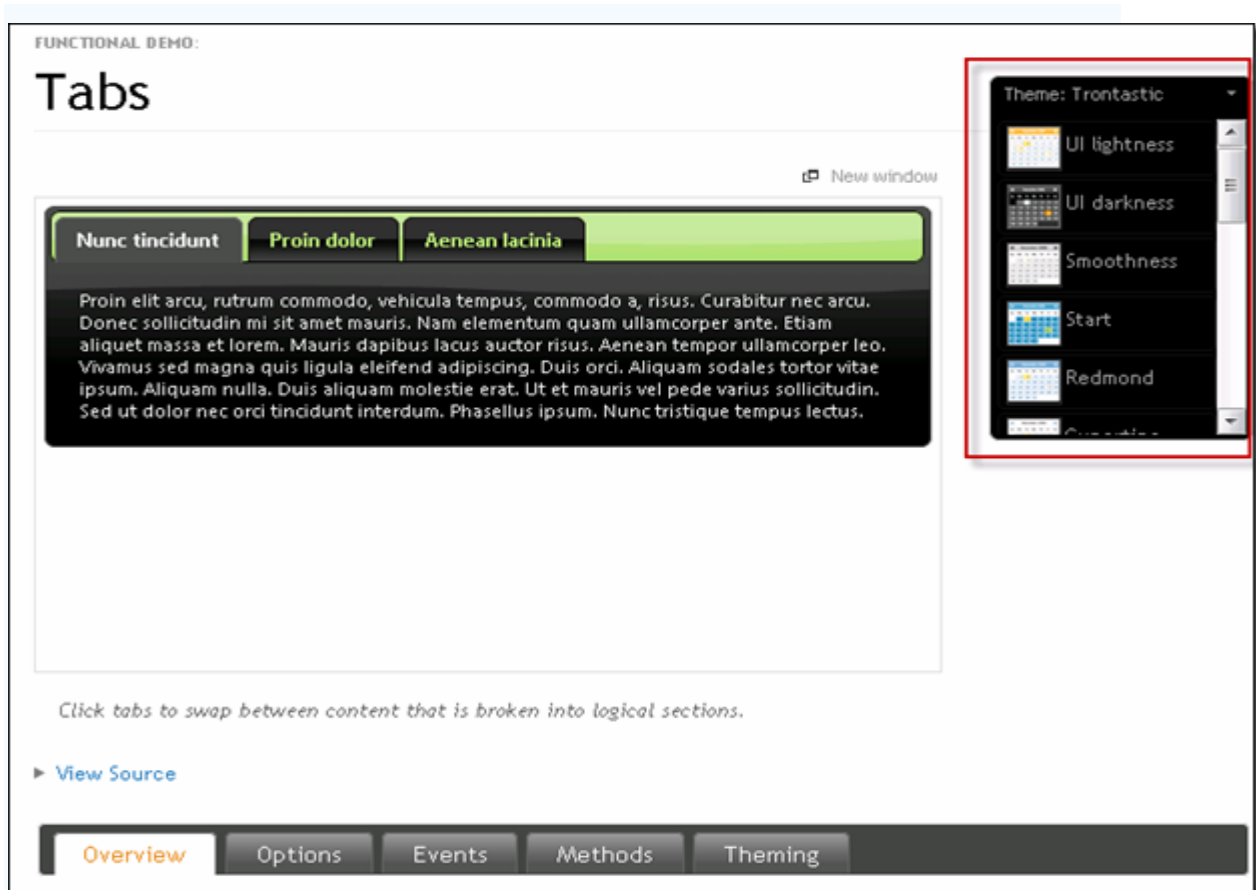 FUNCTIONAL DEMO:
Tabs
New window
Nunc tincidunt
Proin dolor
Aenean lacinia
Proin elit arcu, rutrum commodo, vehicula tempus, commodo a, risus. Curabitur nec arcu.
Donec sollicitudin mi sit amet mauris. Nam elementum quam ullamcorper ante. Etiam
aliquet massa et lorem. Mauris dapibus lacus auctor risus. Aenean tempor ullamcorper leo.
Vivamus sed magna quis ligula eleifend adipiscing. Duis orci. Aliquam sodales tortor vitae
ipsum. Aliquam nulla. Duis aliquam molestie erat. Ut et mauris vel pede varius sollicitudin.
Sed ut dolor nec orci tincidunt interdum. Phasellus ipsum. Nunc tristique tempus lectus.
Click tabs to swap between content that is broken into logical sections.
View Source
Overview
Options
Events
Methods
Theming
Theme: Trontastic
UI lightness
UI darkness
Smoothness
Start
Redmond